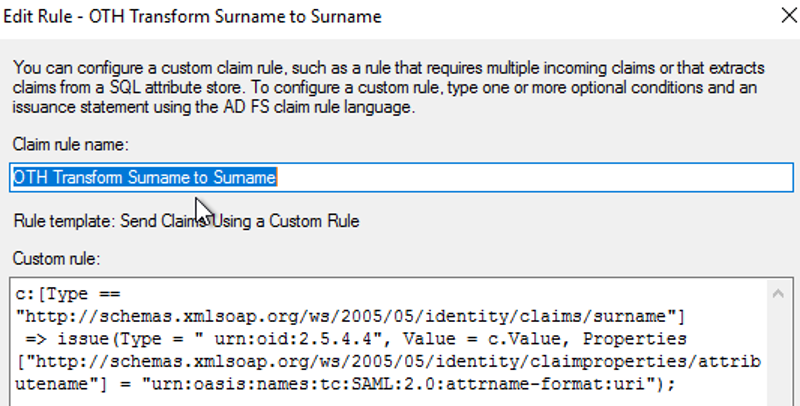 Edit Rule - OTH Transform Surname to Surname
You can configure a custom claim rule, such as a rule that requires multiple incoming claims or that extracts
claims from a SQL attribute store. To configure a custom rule, type one or more optional conditions and an
issuance statement using the AD FS claim rule language.
Claim rule name:
OTH Transform Surname to Surname
Rule template: Send Claims Using a Custom Rule
Custom rule:
c:[Type ==
"http://schemas.xmlsoap.org/ws/2005/05/identity/claims/surname"]
 => issue(Type = " urn:oid:2.5.4.4", Value = c.Value, Properties
["http://schemas.xmlsoap.org/ws/2005/05/identity/claimproperties/attrib
utename"] = "urn:oasis:names:tc:SAML:2.0:attrname-format:uri");